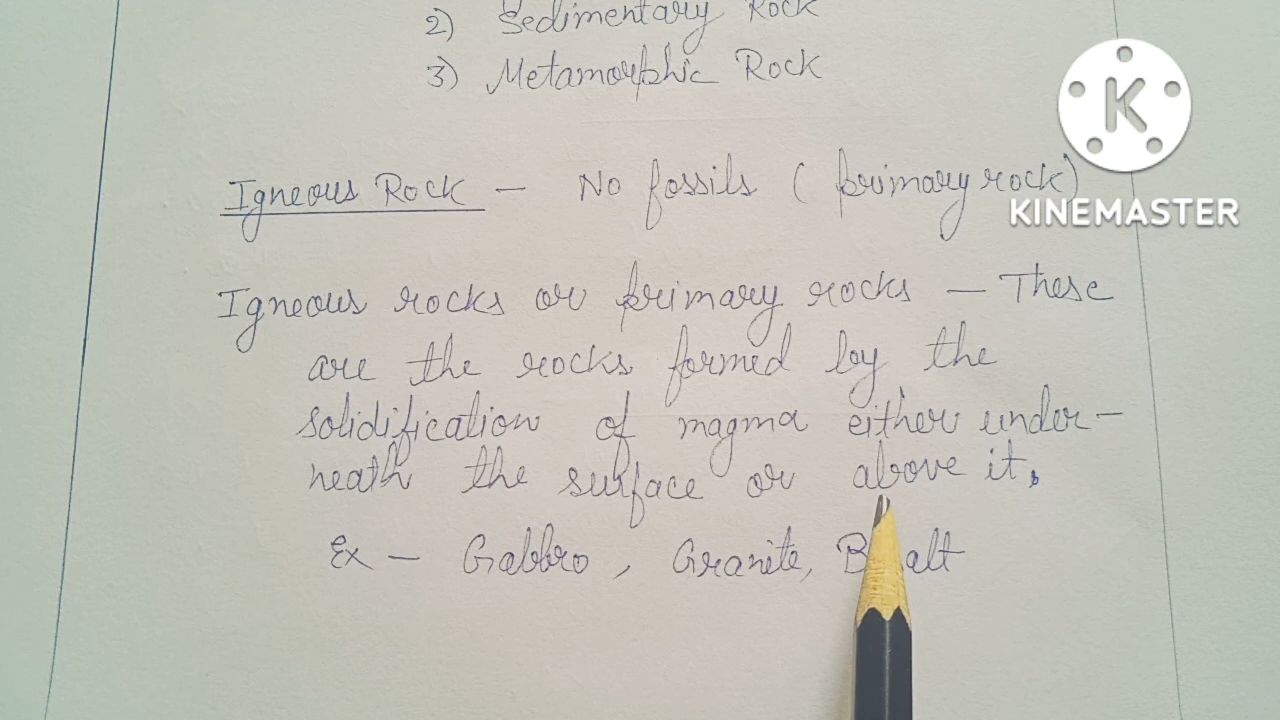 2) Sedimentary Rock
3) Metamorphic Rock
Igneous Rock — No fossils ( primary rock)
KINEMASTER
Igneous rocks or primary rocks — These
are the rocks formed by the
solidification of magma either under-
neath the surface or above it.
Ex — Gabbro, Granite,